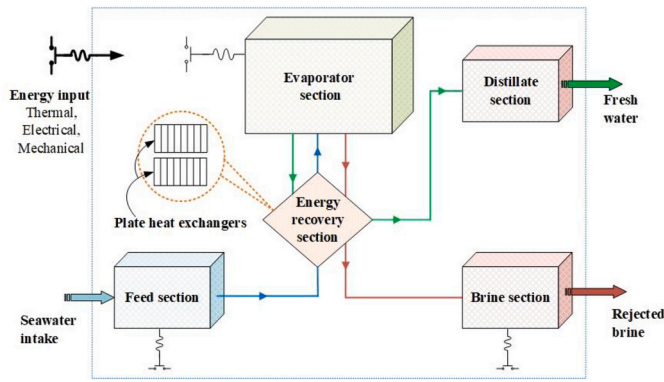 Energy input
Thermal,
Electrical,
Mechanical
Evaporator
section
Distillate
section
Fresh
water
Plate heat exchangers
Energy
recovery
section
Seawater
intake
Feed section
Brine section
Rejected
brine